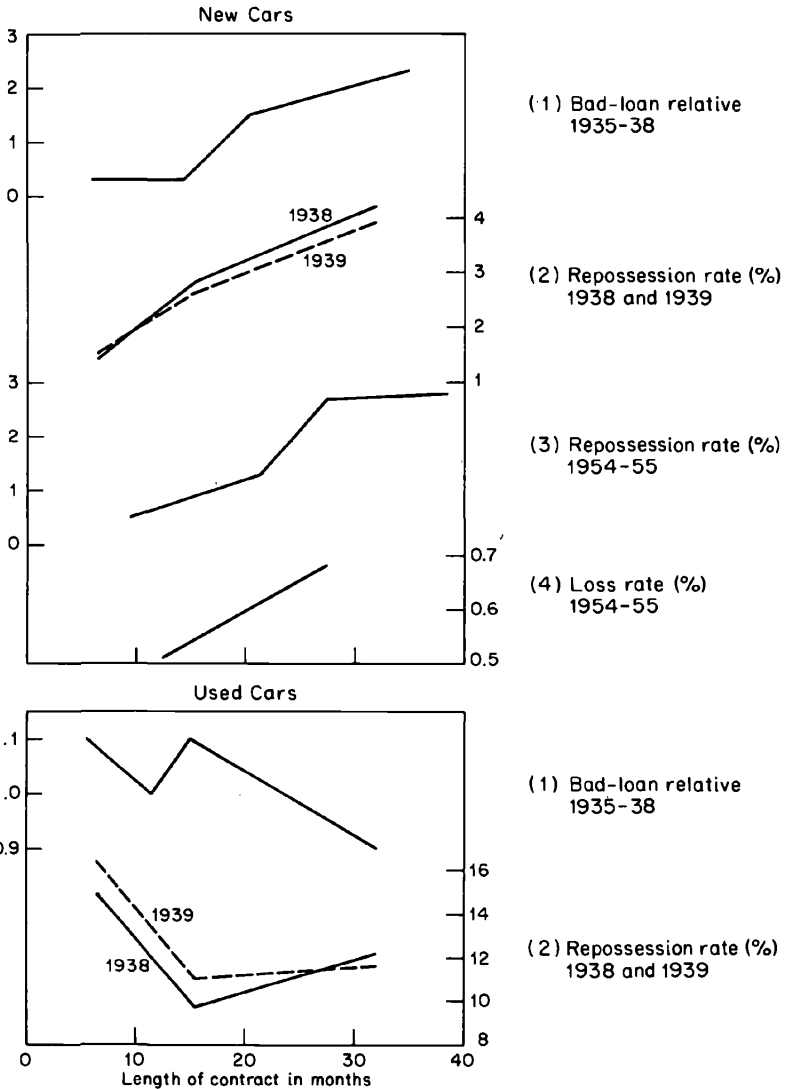 New Cars
3
2
1
0
(1) Bad-loan relative
1935-38
1938
1939
4
3
2
1
(2) Repossession rate (%)
1938 and 1939
3
2
1
0
(3) Repossession rate (%)
1954-55
0.7
0.6
0.5
(4) Loss rate (%)
1954-55
Used Cars
.1
.0
0.9
(1) Bad-loan relative
1935-38
1939
1938
16
14
12
10
8
(2) Repossession rate (%)
1938 and 1939
0 10 20 30 40
Length of contract in months